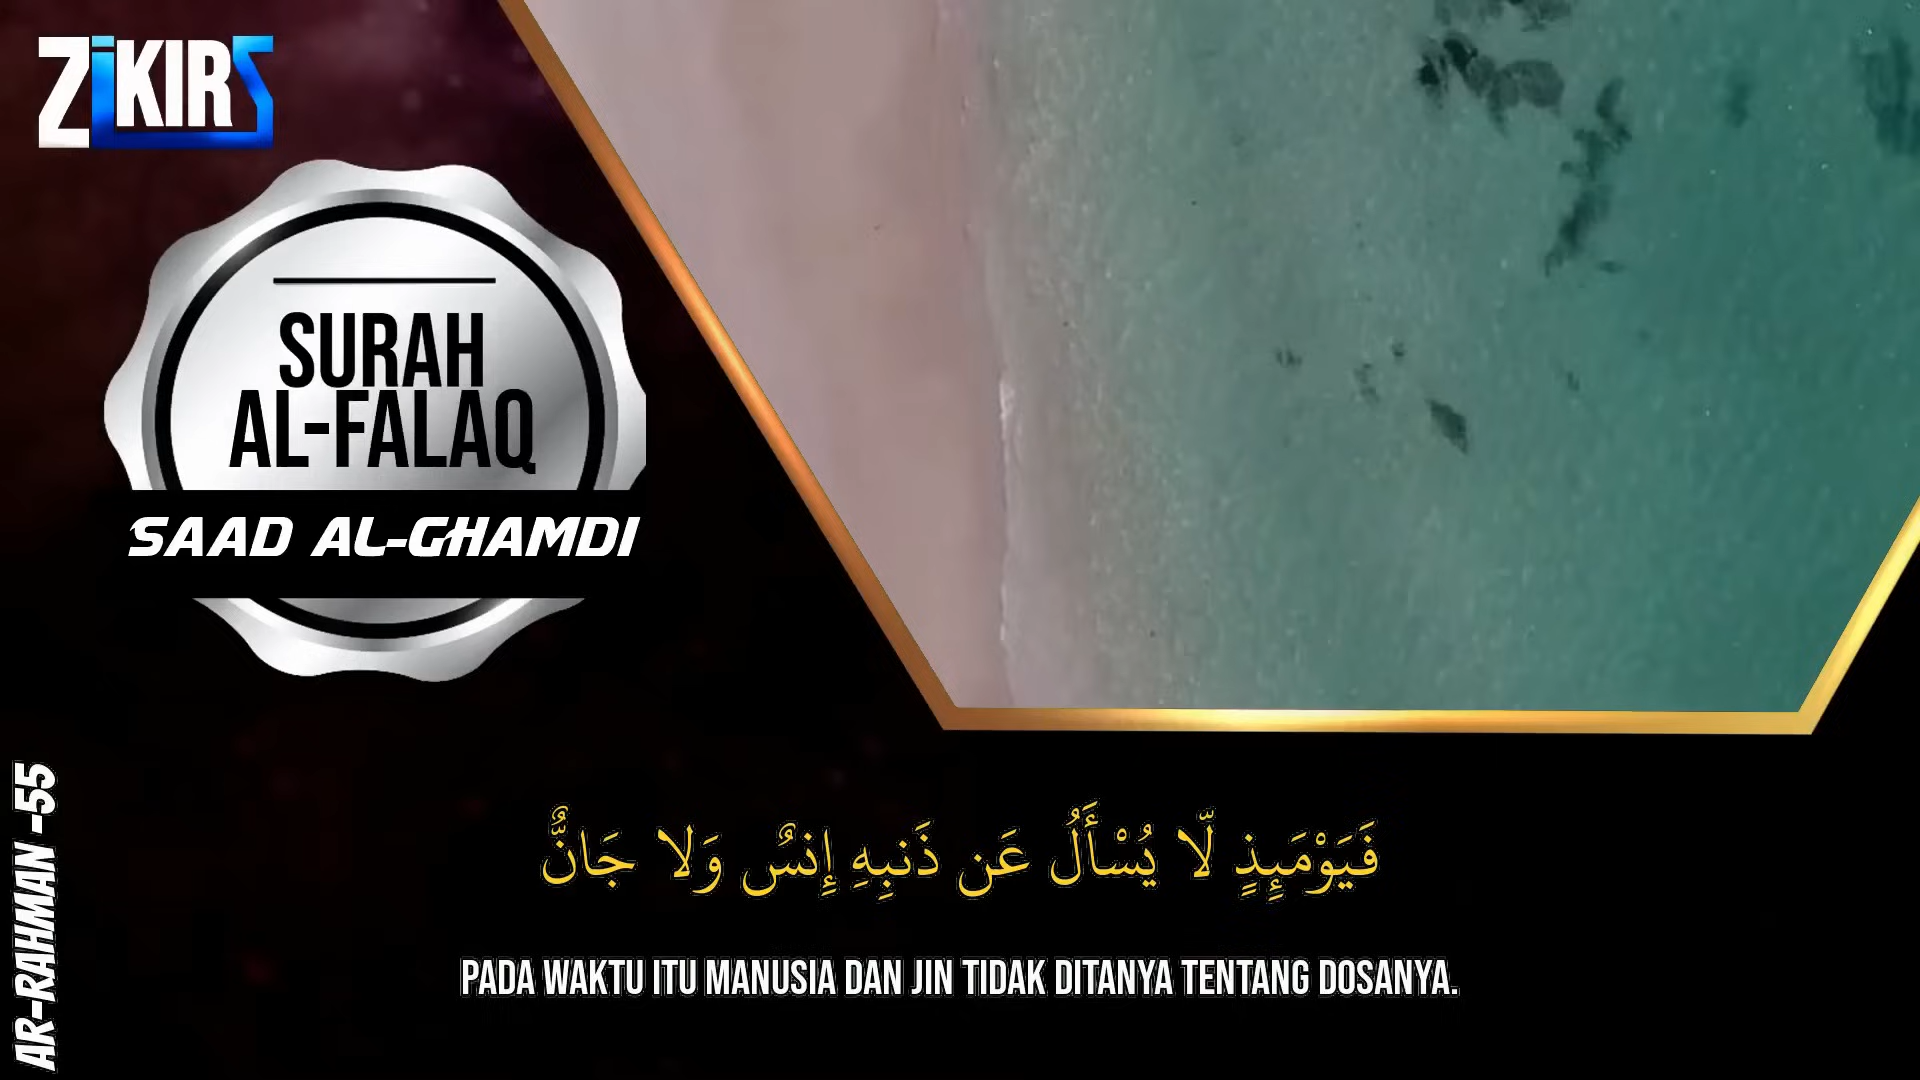 ZiKIRS
SURAH
AL-FALAQ
SAAD AL-GHAMDI
AR-RAHMAN -55
فَيَوْمَئِذٍ لَّا يُسْأَلُ عَن ذَنبِهِ إِنسٌ وَلا جَانٌّ
PADA WAKTU ITU MANUSIA DAN JIN TIDAK DITANYA TENTANG DOSANYA.